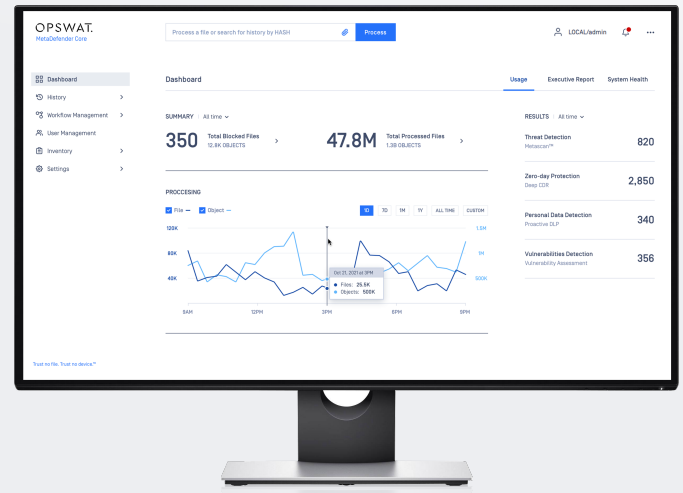 OPSWAT.
MetaDefender Core
Process a file or search for history by HASH
Process
LOCAL/admin
Dashboard
History
Workflow Management
User Management
Inventory
Settings
Dashboard
Usage Executive Report System Health
SUMMARY All time
350 Total Blocked Files
12.8K OBJECTS
47.8M Total Processed Files
1.3B OBJECTS
RESULTS All time
Threat Detection
Metascan™
820
Zero-day Protection
Deep CDR
2,850
Personal Data Detection
Proactive DLP
340
Vulnerabilities Detection
Vulnerability Assessment
356
PROCCESING
File Object
1D 7D 1M 1Y ALL TIME CUSTOM
120K
80K
40K
1.5M
1M
500K
Oct 21, 2021 at 3PM
Files: 25.5K
Objects: 500K
9AM 12PM 3PM 6PM 9PM
Trust no file. Trust no device.™